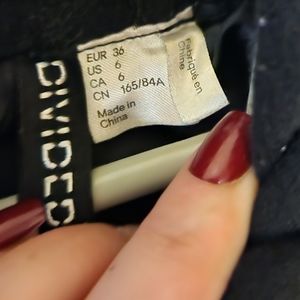 EUR 36
US 6
CA 6
CN 165/84A
Made in
China
Fabriqué en
Chine
DIVIDED